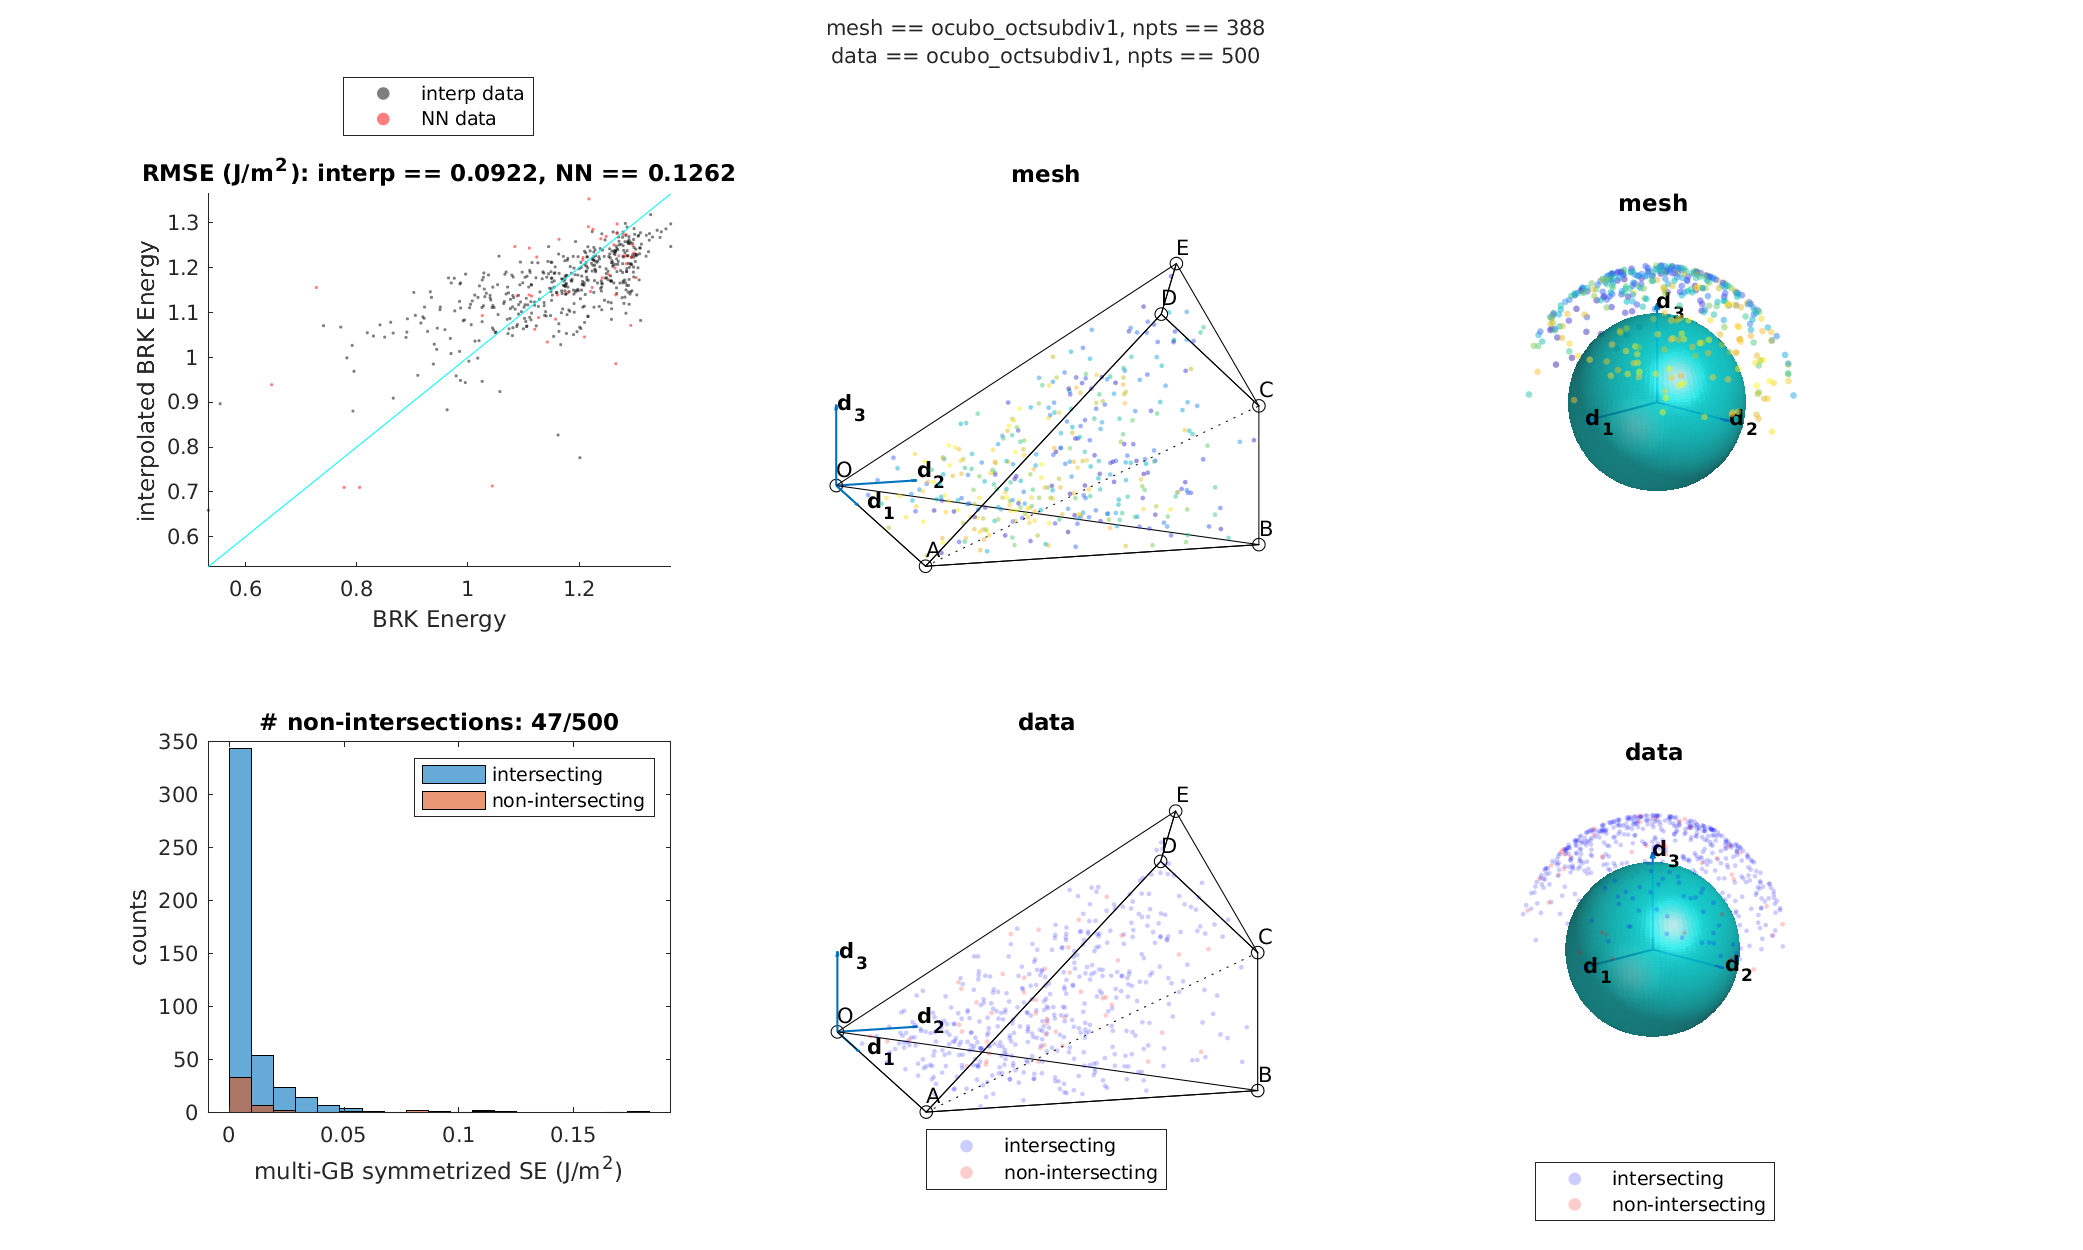 mesh == ocubo_octsubdiv1, npts == 388
data == ocubo_octsubdiv1, npts == 500
interp data
NN data
RMSE (J/m²): interp == 0.0922, NN == 0.1262
1.3
1.2
1.1
1
0.9
0.8
0.7
0.6
interpolated BRK Energy
0.6 0.8 1 1.2
BRK Energy
mesh
E
D
C
d₃
O
d₂
d₁
B
A
mesh
d₃
d₁ d₂
# non-intersections: 47/500
350
300
250
200
150
100
50
0
counts
intersecting
non-intersecting
0 0.05 0.1 0.15
multi-GB symmetrized SE (J/m²)
data
E
D
C
d₃
O
d₂
d₁
B
A
intersecting
non-intersecting
data
d₃
d₁ d₂
intersecting
non-intersecting